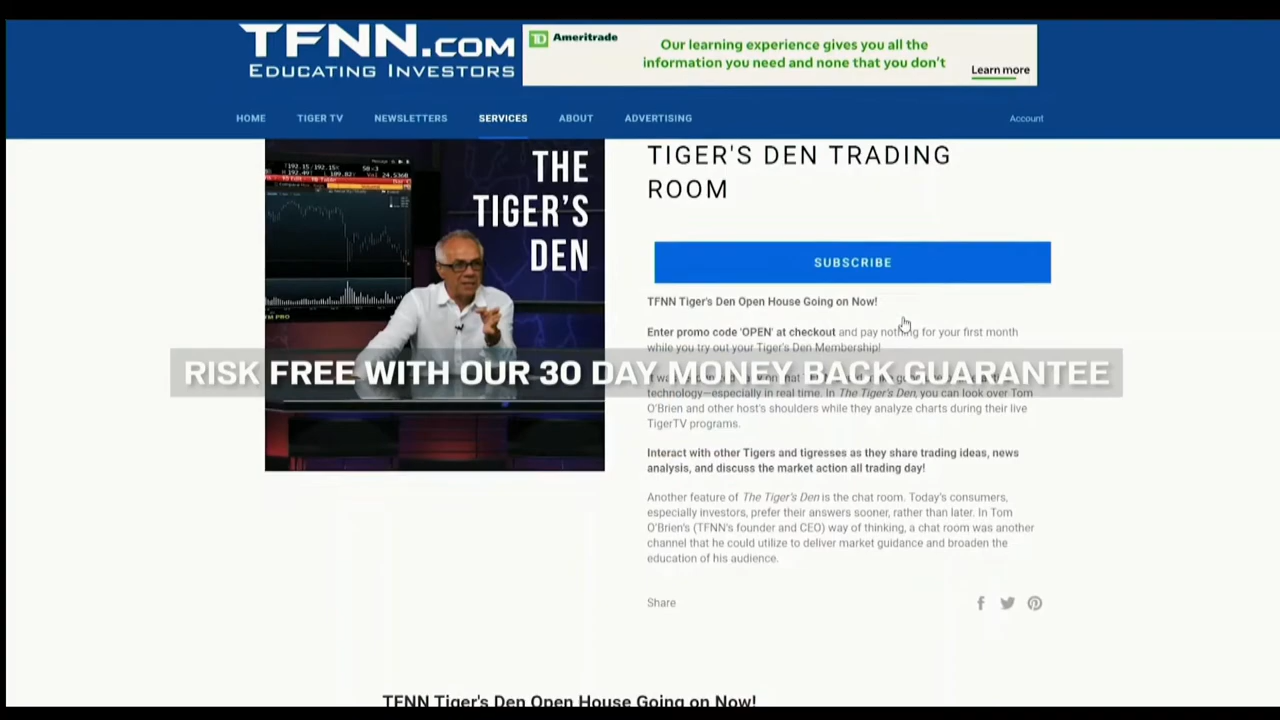 TFNN.COM
EDUCATING INVESTORS
TD Ameritrade
Our learning experience gives you all the
information you need and none that you don't
Learn more
HOME TIGER TV NEWSLETTERS SERVICES ABOUT ADVERTISING Account
THE
TIGER'S
DEN
TIGER'S DEN TRADING
ROOM
SUBSCRIBE
TFNN Tiger's Den Open House Going on Now!
Enter promo code 'OPEN' at checkout and pay nothing for your first month
while you try out your Tiger's Den Membership!
RISK FREE WITH OUR 30 DAY MONEY BACK GUARANTEE
technology—especially in real time. In The Tiger's Den, you can look over Tom
O'Brien and other host's shoulders while they analyze charts during their live
TigerTV programs.
Interact with other Tigers and tigresses as they share trading ideas, news
analysis, and discuss the market action all trading day!
Another feature of The Tiger's Den is the chat room. Today's consumers,
especially investors, prefer their answers sooner, rather than later. In Tom
O'Brien's (TFNN's founder and CEO) way of thinking, a chat room was another
channel that he could utilize to deliver market guidance and broaden the
education of his audience.
Share
TFNN Tiger's Den Open House Going on Now!